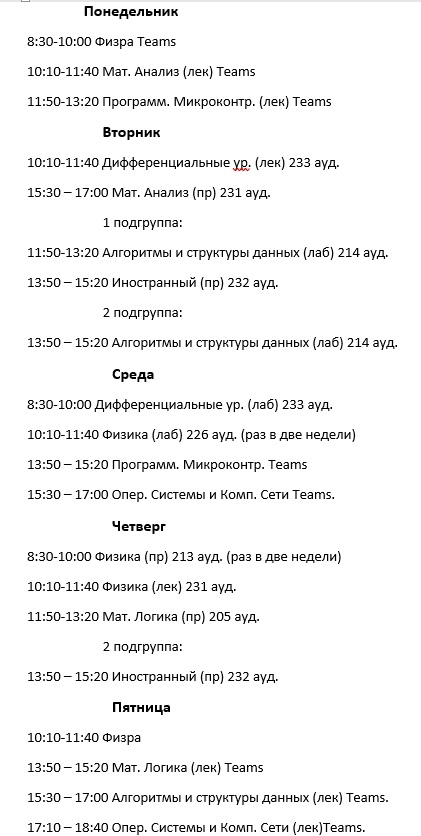 Понедельник
8:30-10:00 Физра Teams
10:10-11:40 Мат. Анализ (лек) Teams
11:50-13:20 Программ. Микроконтр. (лек) Teams
Вторник
10:10-11:40 Дифференциальные ур. (лек) 233 ауд.
15:30 – 17:00 Мат. Анализ (пр) 231 ауд.
1 подгруппа:
11:50-13:20 Алгоритмы и структуры данных (лаб) 214 ауд.
13:50 – 15:20 Иностранный (пр) 232 ауд.
2 подгруппа:
13:50 – 15:20 Алгоритмы и структуры данных (лаб) 214 ауд.
Среда
8:30-10:00 Дифференциальные ур. (лаб) 233 ауд.
10:10-11:40 Физика (лаб) 226 ауд. (раз в две недели)
13:50 – 15:20 Программ. Микроконтр. Teams
15:30 – 17:00 Опер. Системы и Комп. Сети Teams.
Четверг
8:30-10:00 Физика (пр) 213 ауд. (раз в две недели)
10:10-11:40 Физика (лек) 231 ауд.
11:50-13:20 Мат. Логика (пр) 205 ауд.
2 подгруппа:
13:50 – 15:20 Иностранный (пр) 232 ауд.
Пятница
10:10-11:40 Физра
13:50 – 15:20 Мат. Логика (лек) Teams
15:30 – 17:00 Алгоритмы и структуры данных (лек) Teams.
17:10 – 18:40 Опер. Системы и Комп. Сети (лек)Teams.